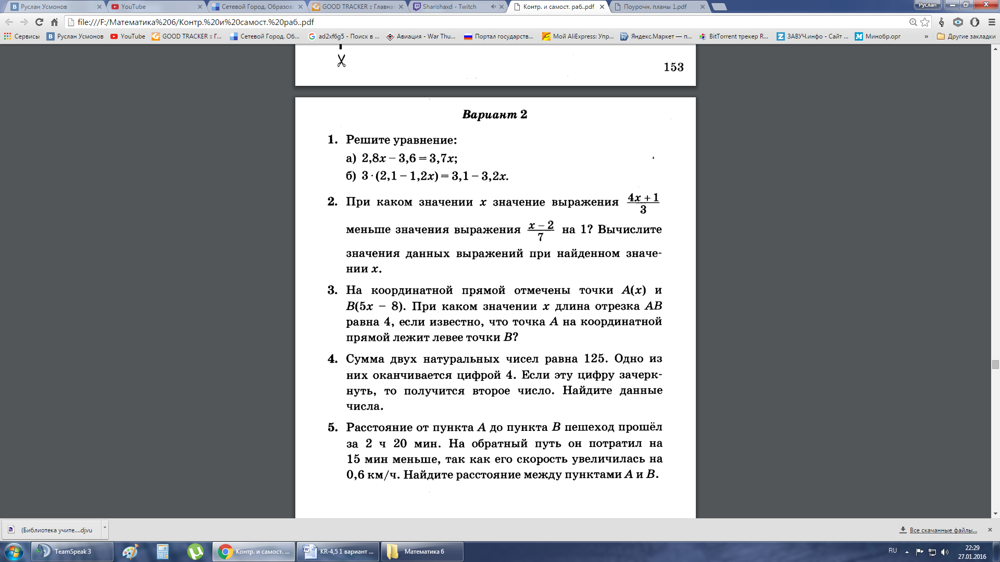 Руслан Усмонов
YouTube
Сетевой Город. Образова
GOOD TRACKER :: Главна
Sharishaxd - Twitch
Контр. и самост. раб..pdf
Поурочн. планы 1.pdf
Руслан
file:///F:/Математика%206/Контр.%20и%20самост.%20раб..pdf
Сервисы
Руслан Усмонов
YouTube
GOOD TRACKER :: Г...
Сетевой Город. Об...
ad2xf6g5 - Поиск в ...
Авиация - War Thu...
Портал государств...
Мой AliExpress: Упр...
Яндекс.Маркет — п...
BitTorrent трекер R...
ЗАВУЧ.инфо - Сайт ...
Минобр.орг
»
Другие закладки
153
Вариант 2
1. Решите уравнение:
а) 2,8x – 3,6 = 3,7x;
б) 3 · (2,1 – 1,2x) = 3,1 – 3,2x.
2. При каком значении x значение выражения (4x + 1)/3
меньше значения выражения (x – 2)/7 на 1? Вычислите
значения данных выражений при найденном значе-
нии x.
3. На координатной прямой отмечены точки A(x) и
B(5x – 8). При каком значении x длина отрезка AB
равна 4, если известно, что точка A на координатной
прямой лежит левее точки B?
4. Сумма двух натуральных чисел равна 125. Одно из
них оканчивается цифрой 4. Если эту цифру зачерк-
нуть, то получится второе число. Найдите данные
числа.
5. Расстояние от пункта A до пункта B пешеход прошёл
за 2 ч 20 мин. На обратный путь он потратил на
15 мин меньше, так как его скорость увеличилась на
0,6 км/ч. Найдите расстояние между пунктами A и B.
(Библиотека учите....djvu
Все скачанные файлы...
TeamSpeak 3
Контр. и самост. ...
KR-4,5 1 вариант ...
Математика 6
RU
22:29
27.01.2016